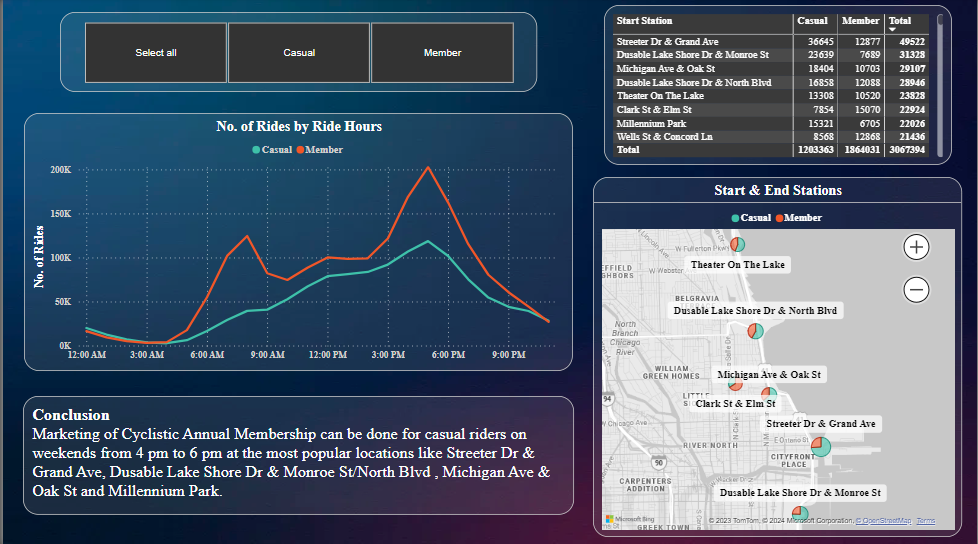 Select all
Casual
Member
No. of Rides by Ride Hours
Casual Member
No. of Rides
200K
150K
100K
50K
0K
12:00 AM 3:00 AM 6:00 AM 9:00 AM 12:00 PM 3:00 PM 6:00 PM 9:00 PM
Conclusion
Marketing of Cyclistic Annual Membership can be done for casual riders on
weekends from 4 pm to 6 pm at the most popular locations like Streeter Dr &
Grand Ave, Dusable Lake Shore Dr & Monroe St/North Blvd , Michigan Ave &
Oak St and Millennium Park.
Start Station Casual Member Total
Streeter Dr & Grand Ave 36645 12877 49522
Dusable Lake Shore Dr & Monroe St 23639 7689 31328
Michigan Ave & Oak St 18404 10703 29107
Dusable Lake Shore Dr & North Blvd 16858 12088 28946
Theater On The Lake 13308 10520 23828
Clark St & Elm St 7854 15070 22924
Millennium Park 15321 6705 22026
Wells St & Concord Ln 8568 12868 21436
Total 1203363 1864031 3067394
Start & End Stations
Casual Member
W Fullerton Pkwy
Theater On The Lake
W Webster
BELGRAVIA
Dusable Lake Shore Dr & North Blvd
North
Branch
Chicago
River
WILLIAM
GREEN HOMES
Michigan Ave & Oak St
94
Clark St & Elm St
W Chicago Ave
Streeter Dr & Grand Ave
RIVER NORTH
CITYFRONT
PLACE
90
CARPENTERS
ADDITION
Dusable Lake Shore Dr & Monroe St
GREEK TOWN
Microsoft Bing
© 2023 TomTom, © 2024 Microsoft Corporation, © OpenStreetMap Terms